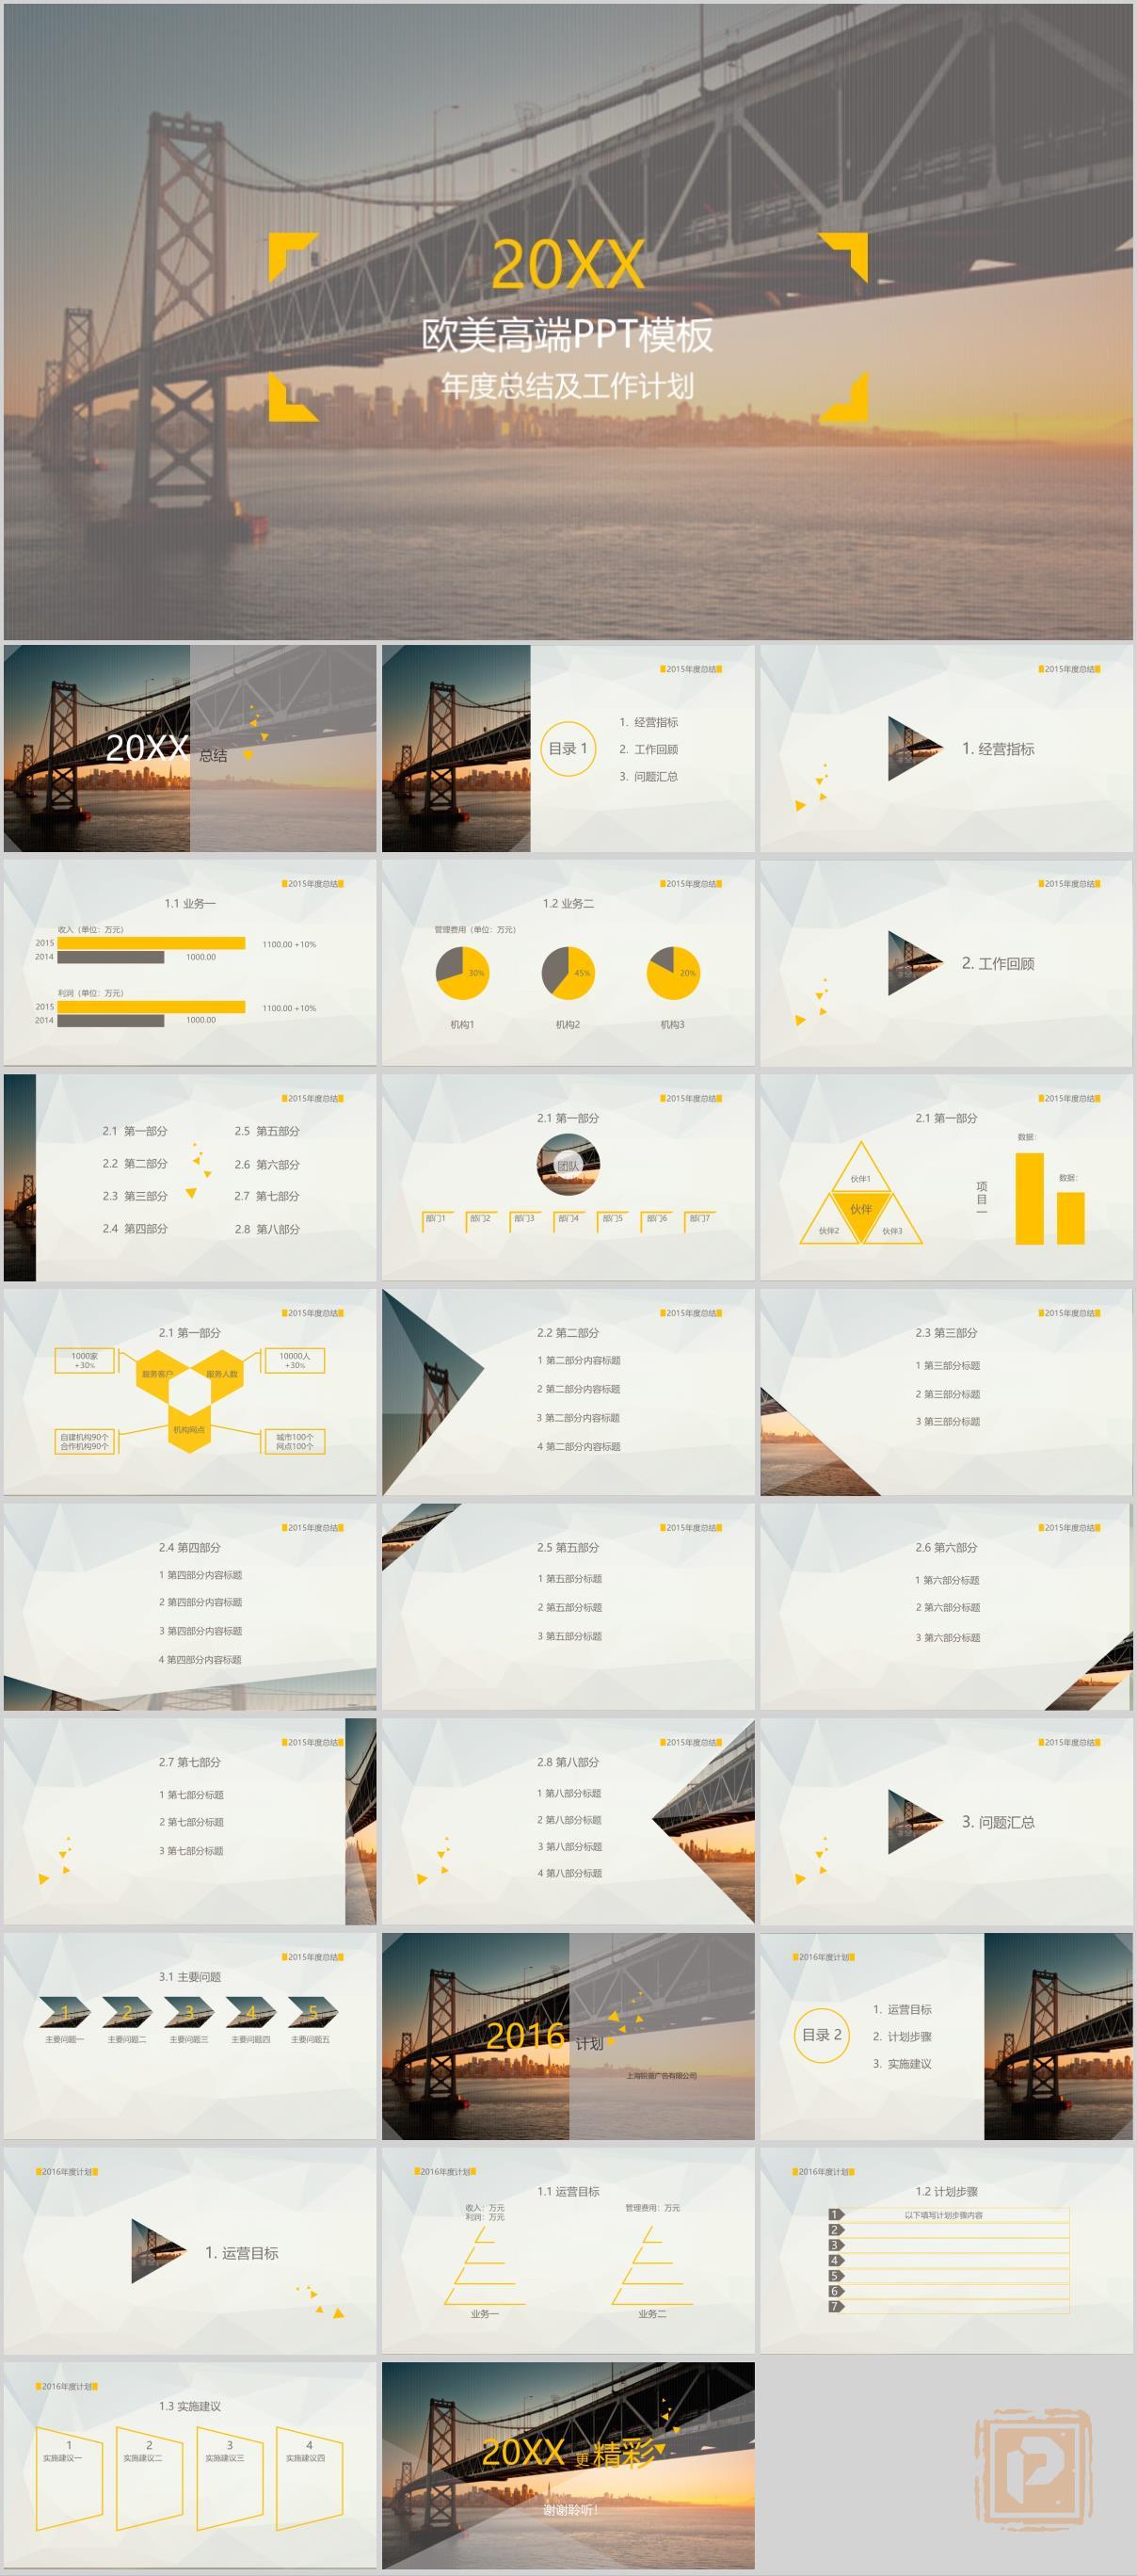 20XX
欧美高端PPT模板
年度总结及工作计划
20XX 总结
2015年度总结
目录 1
1. 经营指标
2. 工作回顾
3. 问题汇总
2015年度总结
1. 经营指标
2015年度总结
1.1 业务一
收入（单位：万元）
2015 1100.00 +10%
2014 1000.00
利润（单位：万元）
2015 1100.00 +10%
2014 1000.00
2015年度总结
1.2 业务二
管理费用（单位：万元）
30% 45% 20%
机构1 机构2 机构3
2015年度总结
2. 工作回顾
2015年度总结
2.1 第一部分 2.5 第五部分
2.2 第二部分 2.6 第六部分
2.3 第三部分 2.7 第七部分
2.4 第四部分 2.8 第八部分
2015年度总结
2.1 第一部分
团队
部门1 部门2 部门3 部门4 部门5 部门6 部门7
2015年度总结
2.1 第一部分
数据：
数据：
伙伴1
伙伴
伙伴2 伙伴3
项目一
2015年度总结
2.1 第一部分
1000家
+30%
10000人
+30%
服务客户 服务人数
机构网点
自建机构90个
合作机构90个
城市100个
网点100个
2015年度总结
2.2 第二部分
1 第二部分内容标题
2 第二部分内容标题
3 第二部分内容标题
4 第二部分内容标题
2015年度总结
2.3 第三部分
1 第三部分标题
2 第三部分标题
3 第三部分标题
2015年度总结
2.4 第四部分
1 第四部分内容标题
2 第四部分内容标题
3 第四部分内容标题
4 第四部分内容标题
2015年度总结
2.5 第五部分
1 第五部分标题
2 第五部分标题
3 第五部分标题
2015年度总结
2.6 第六部分
1 第六部分标题
2 第六部分标题
3 第六部分标题
2015年度总结
2.7 第七部分
1 第七部分标题
2 第七部分标题
3 第七部分标题
2015年度总结
2.8 第八部分
1 第八部分标题
2 第八部分标题
3 第八部分标题
4 第八部分标题
2015年度总结
3. 问题汇总
2015年度总结
3.1 主要问题
1 2 3 4 5
主要问题一 主要问题二 主要问题三 主要问题四 主要问题五
2016 计划
2016年度计划
目录 2
1. 运营目标
2. 计划步骤
3. 实施建议
2016年度计划
1. 运营目标
2016年度计划
1.1 运营目标
收入：万元
利润：万元
管理费用：万元
业务一 业务二
2016年度计划
1.2 计划步骤
1 以下填写计划步骤内容
2
3
4
5
6
7
2016年度计划
1.3 实施建议
1 2 3 4
实施建议一 实施建议二 实施建议三 实施建议四
20XX 更精彩
谢谢聆听！